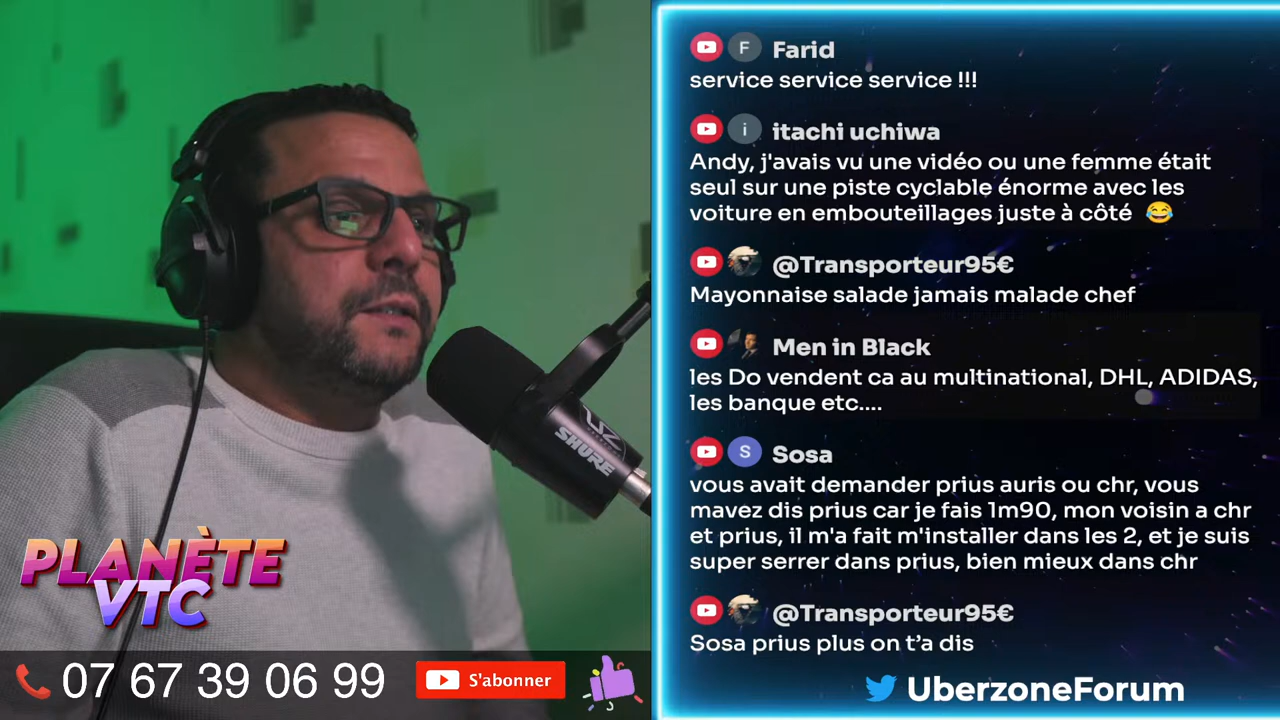 F Farid
service service service !!!
i itachi uchiwa
Andy, j'avais vu une vidéo ou une femme était
seul sur une piste cyclable énorme avec les
voiture en embouteillages juste à côté 😂
@Transporteur95€
Mayonnaise salade jamais malade chef
Men in Black
les Do vendent ca au multinational, DHL, ADIDAS,
les banque etc....
S Sosa
vous avait demander prius auris ou chr, vous
mavez dis prius car je fais 1m90, mon voisin a chr
et prius, il m'a fait m'installer dans les 2, et je suis
super serrer dans prius, bien mieux dans chr
@Transporteur95€
Sosa prius plus on t'a dis
UberzoneForum
SHURE
PLANÈTE
VTC
07 67 39 06 99
S'abonner